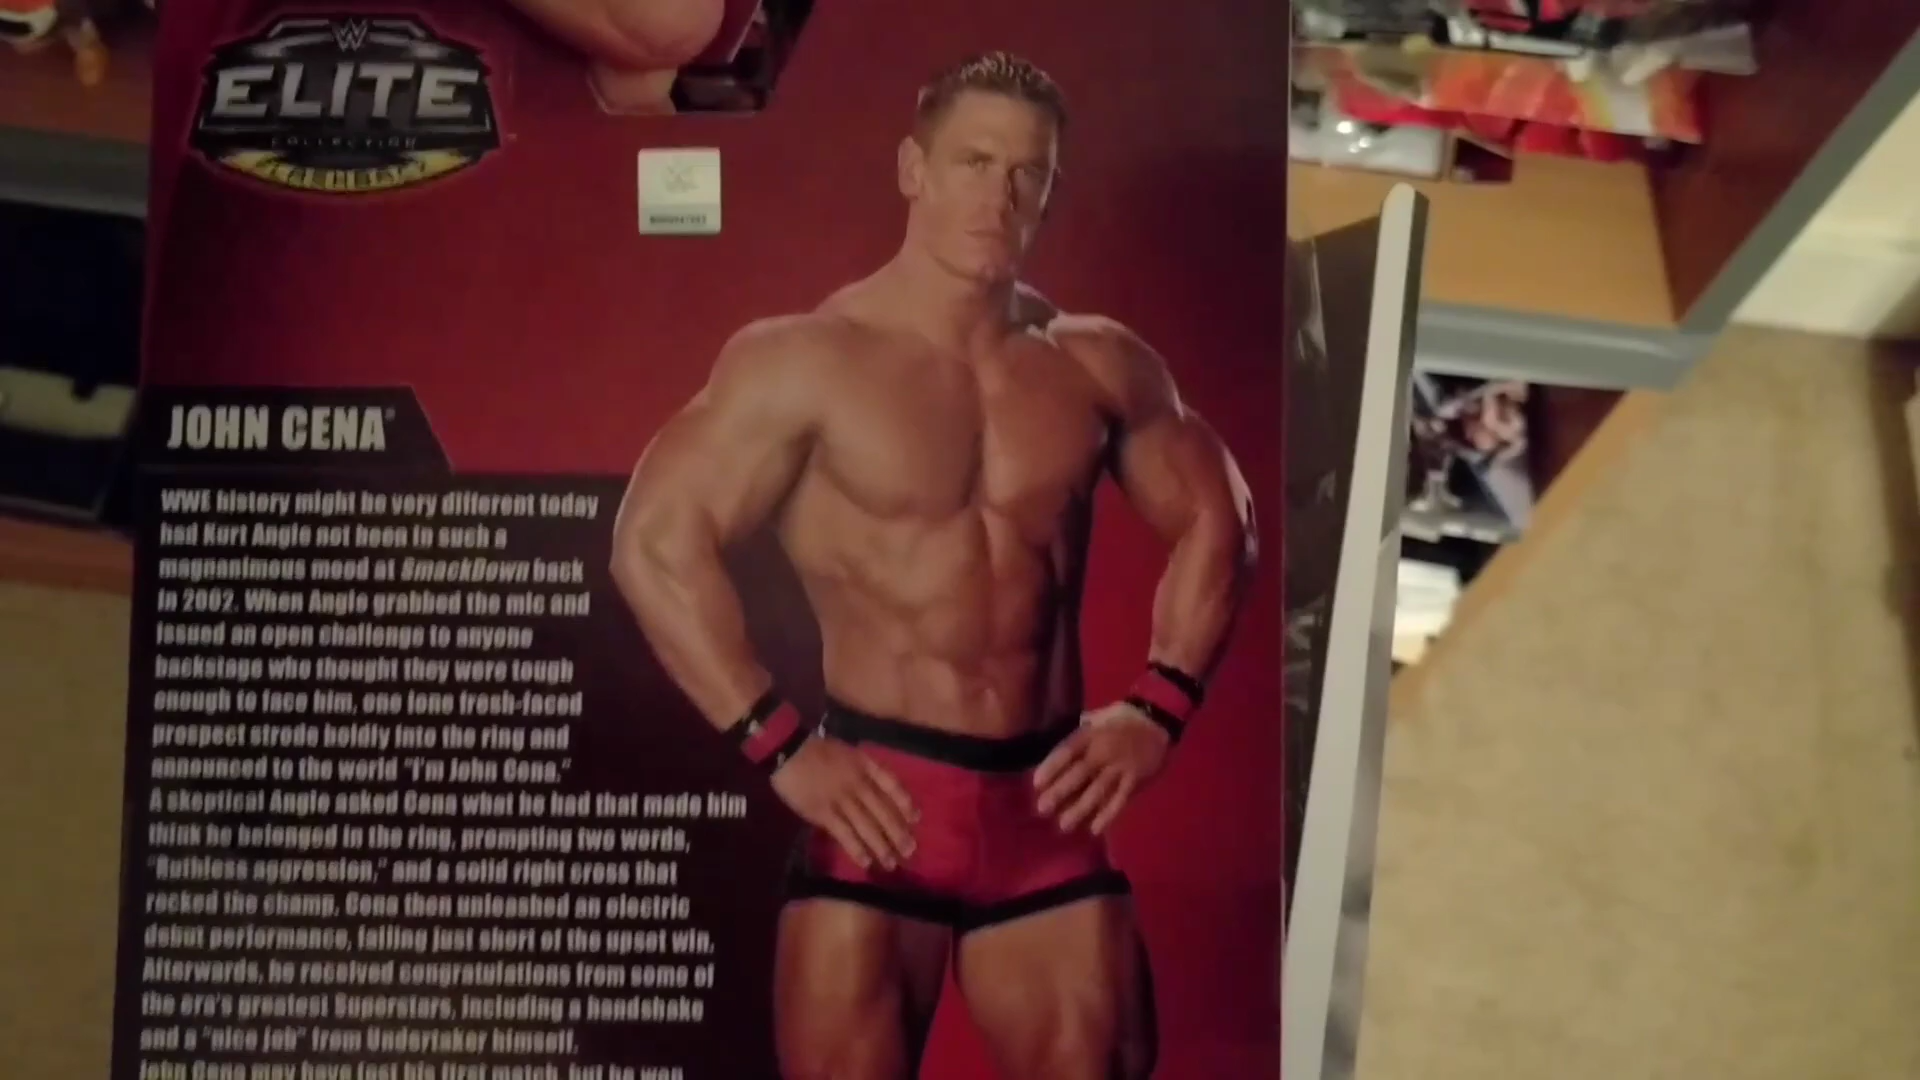 W
ELITE
COLLECTION
FLASHBACK
JOHN CENA
WWE history might be very different today
had Kurt Angle not been in such a
magnanimous mood at SmackDown back
in 2002. When Angle grabbed the mic and
issued an open challenge to anyone
backstage who thought they were tough
enough to face him, one lone fresh-faced
prospect strode boldly into the ring and
announced to the world "I'm John Cena."
A skeptical Angle asked Cena what he had that made him
think he belonged in the ring, prompting two words,
"Ruthless aggression," and a solid right cross that
rocked the champ. Cena then unleashed an electric
debut performance, falling just short of the upset win.
Afterwards, he received congratulations from some of
the era's greatest Superstars, including a handshake
and a "nice job" from Undertaker himself.
John Cena may have lost his first match, but he won